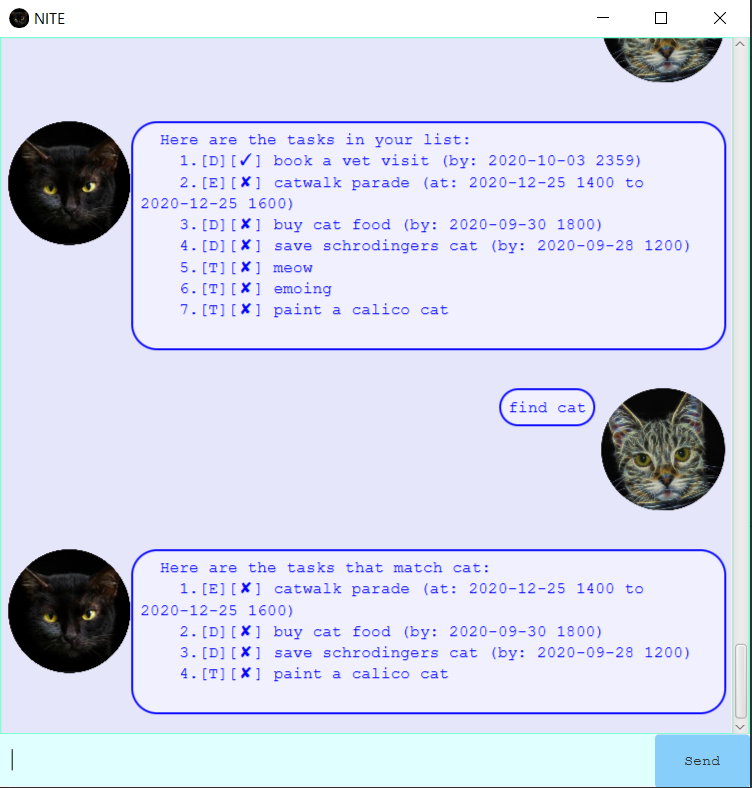 NITE
Here are the tasks in your list:
1.[D][✓] book a vet visit (by: 2020-10-03 2359)
2.[E][✘] catwalk parade (at: 2020-12-25 1400 to
2020-12-25 1600)
3.[D][✘] buy cat food (by: 2020-09-30 1800)
4.[D][✘] save schrodingers cat (by: 2020-09-28 1200)
5.[T][✘] meow
6.[T][✘] emoing
7.[T][✘] paint a calico cat
find cat
Here are the tasks that match cat:
1.[E][✘] catwalk parade (at: 2020-12-25 1400 to
2020-12-25 1600)
2.[D][✘] buy cat food (by: 2020-09-30 1800)
3.[D][✘] save schrodingers cat (by: 2020-09-28 1200)
4.[T][✘] paint a calico cat
Send